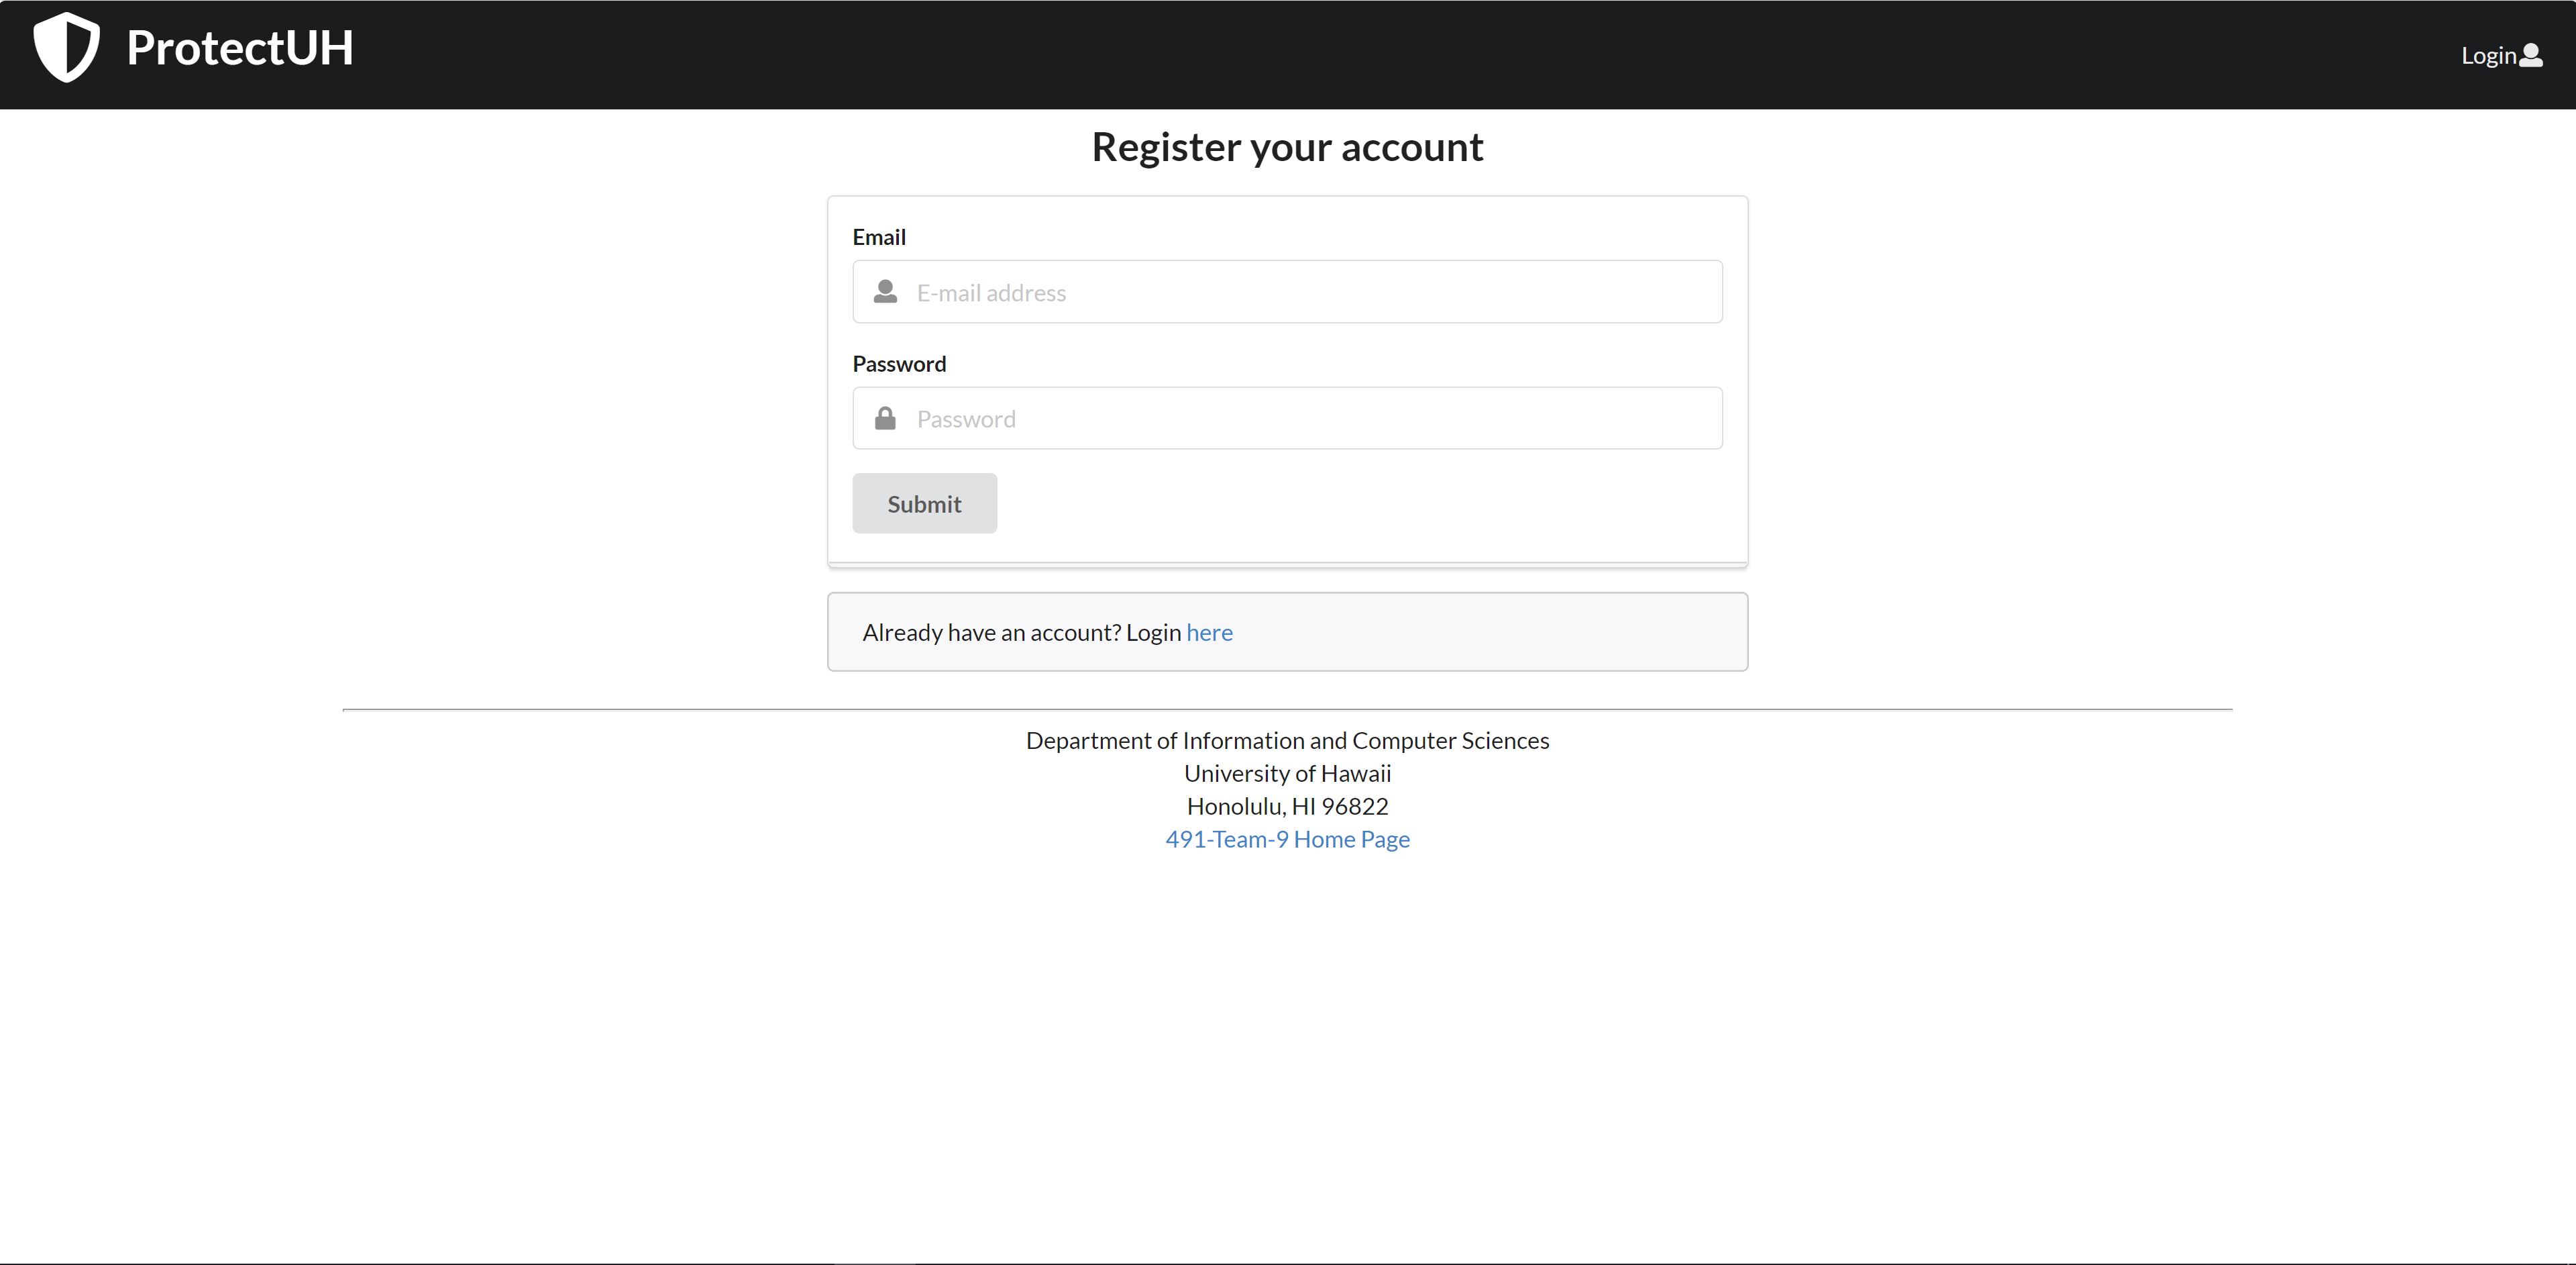 ProtectUH
Login
Register your account
Email
E-mail address
Password
Password
Submit
Already have an account? Login here
Department of Information and Computer Sciences
University of Hawaii
Honolulu, HI 96822
491-Team-9 Home Page